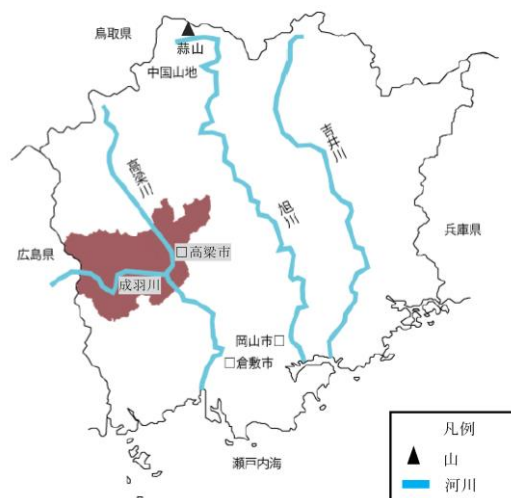 鳥取県
蒜山
中国山地
高梁川
吉井川
旭川
兵庫県
広島県
高梁市
成羽川
岡山市
倉敷市
瀬戸内海
凡例
山
河川